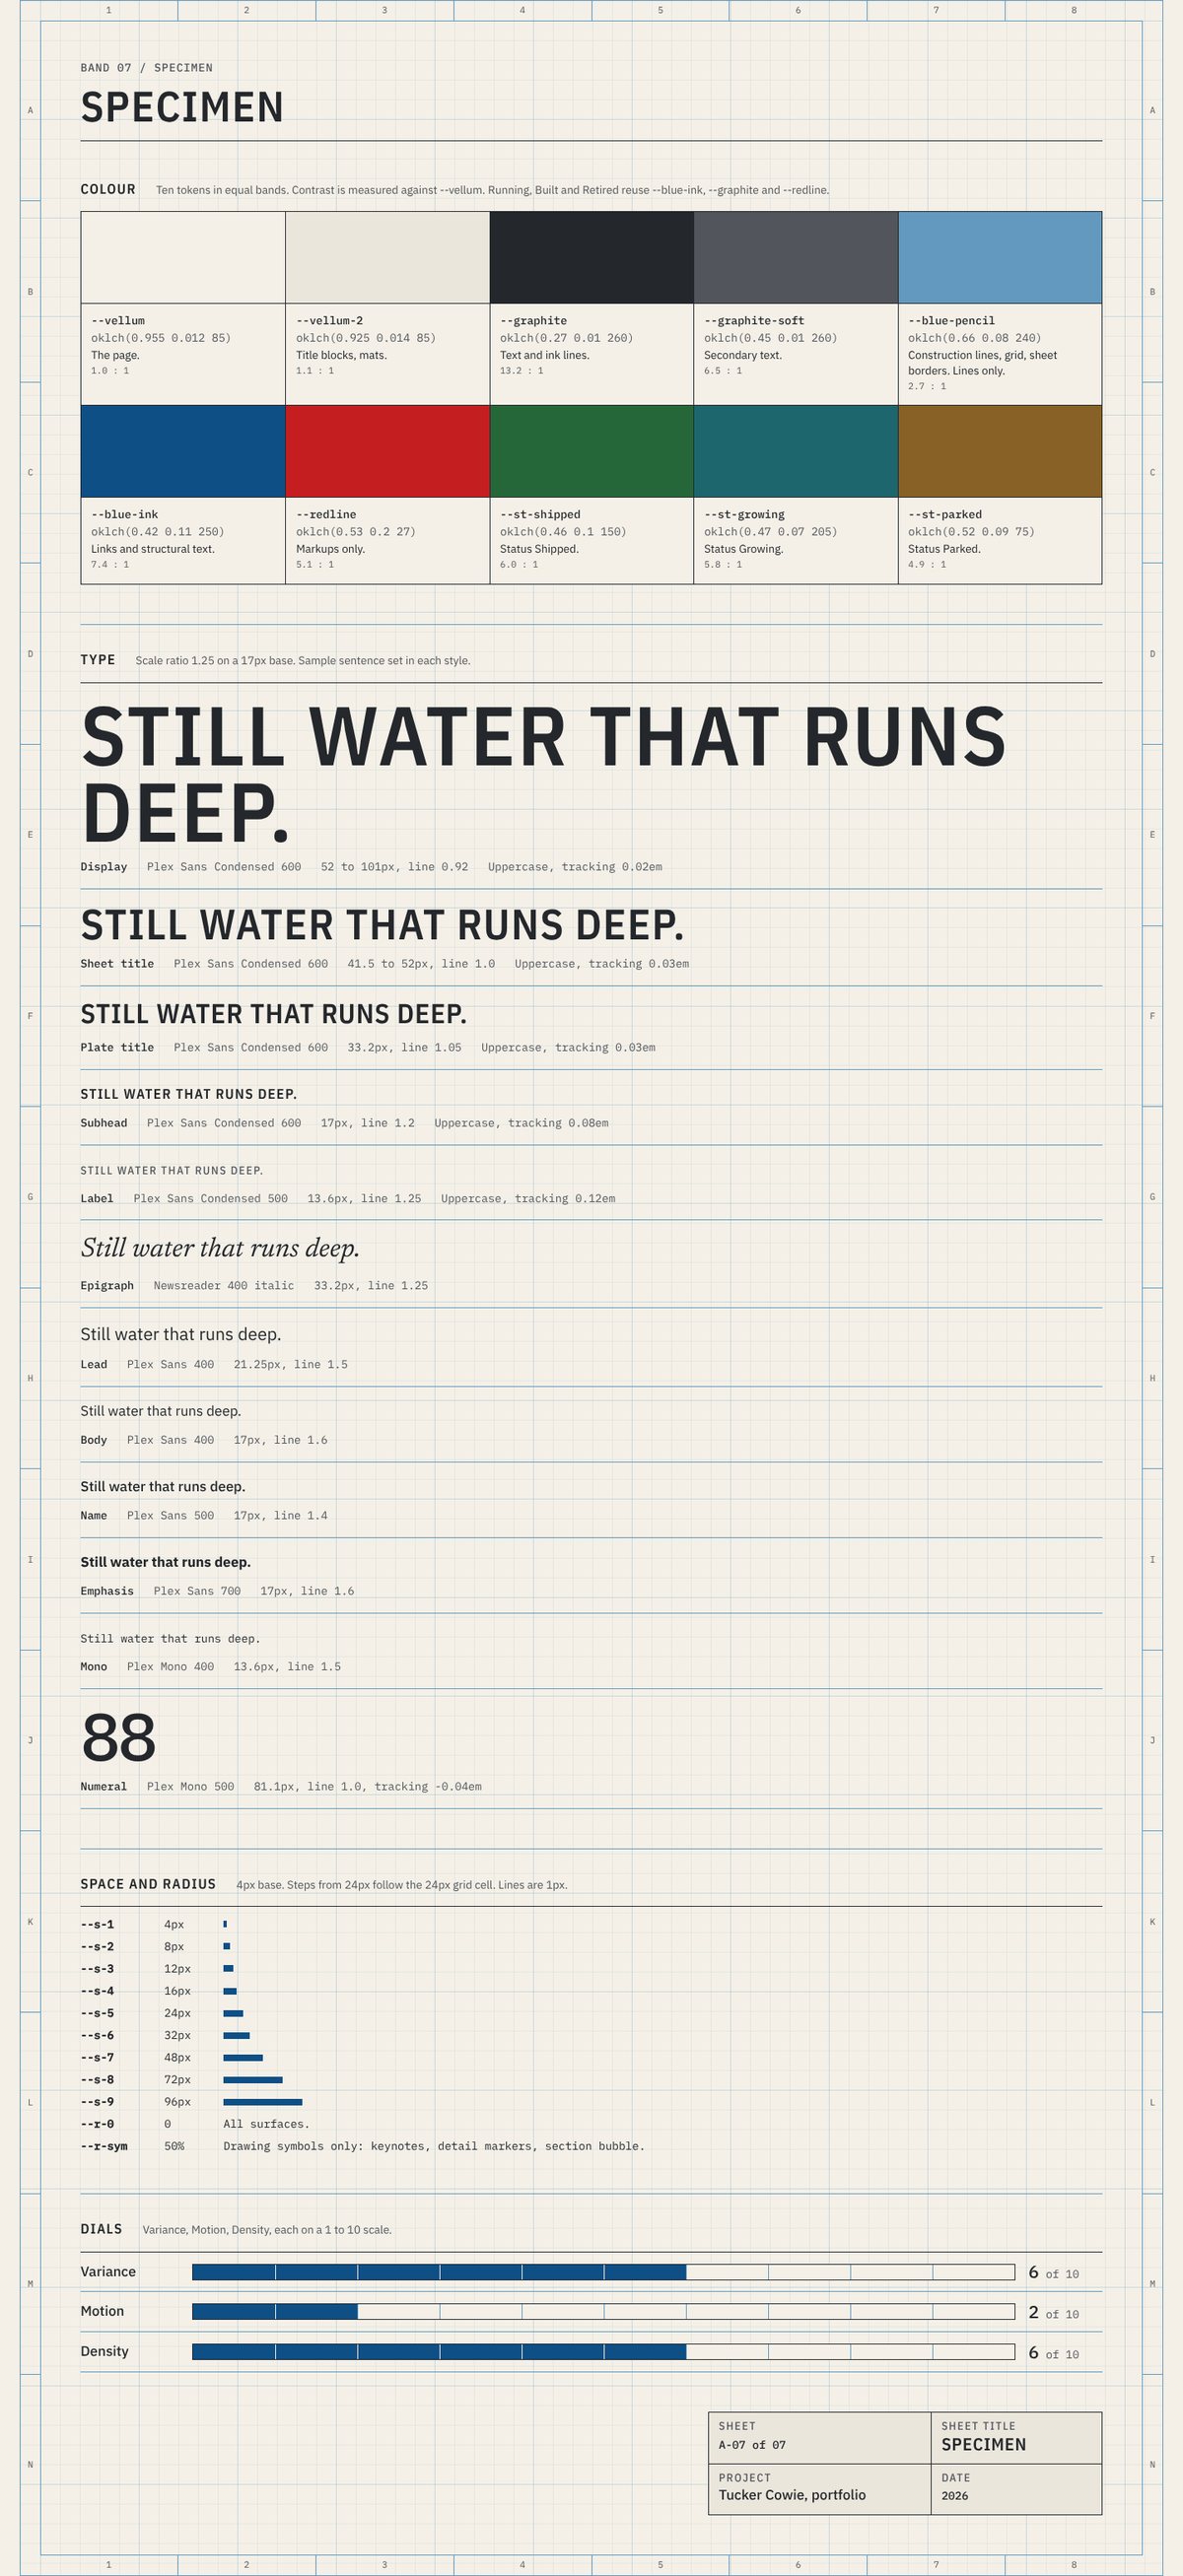 1 2 3 4 5 6 7 8
BAND 07 / SPECIMEN
SPECIMEN
A A
COLOUR Ten tokens in equal bands. Contrast is measured against --vellum. Running, Built and Retired reuse --blue-ink, --graphite and --redline.
B B
--vellum
oklch(0.955 0.012 85)
The page.
1.0 : 1
--vellum-2
oklch(0.925 0.014 85)
Title blocks, mats.
1.1 : 1
--graphite
oklch(0.27 0.01 260)
Text and ink lines.
13.2 : 1
--graphite-soft
oklch(0.45 0.01 260)
Secondary text.
6.5 : 1
--blue-pencil
oklch(0.66 0.08 240)
Construction lines, grid, sheet
borders. Lines only.
2.7 : 1
C C
--blue-ink
oklch(0.42 0.11 250)
Links and structural text.
7.4 : 1
--redline
oklch(0.53 0.2 27)
Markups only.
5.1 : 1
--st-shipped
oklch(0.46 0.1 150)
Status Shipped.
6.0 : 1
--st-growing
oklch(0.47 0.07 205)
Status Growing.
5.8 : 1
--st-parked
oklch(0.52 0.09 75)
Status Parked.
4.9 : 1
D D
TYPE Scale ratio 1.25 on a 17px base. Sample sentence set in each style.
STILL WATER THAT RUNS
DEEP.
E E
Display Plex Sans Condensed 600 52 to 101px, line 0.92 Uppercase, tracking 0.02em
STILL WATER THAT RUNS DEEP.
Sheet title Plex Sans Condensed 600 41.5 to 52px, line 1.0 Uppercase, tracking 0.03em
STILL WATER THAT RUNS DEEP.
F F
Plate title Plex Sans Condensed 600 33.2px, line 1.05 Uppercase, tracking 0.03em
STILL WATER THAT RUNS DEEP.
Subhead Plex Sans Condensed 600 17px, line 1.2 Uppercase, tracking 0.08em
STILL WATER THAT RUNS DEEP.
G G
Label Plex Sans Condensed 500 13.6px, line 1.25 Uppercase, tracking 0.12em
Still water that runs deep.
Epigraph Newsreader 400 italic 33.2px, line 1.25
Still water that runs deep.
Lead Plex Sans 400 21.25px, line 1.5
H H
Still water that runs deep.
Body Plex Sans 400 17px, line 1.6
Still water that runs deep.
Name Plex Sans 500 17px, line 1.4
I I
Still water that runs deep.
Emphasis Plex Sans 700 17px, line 1.6
Still water that runs deep.
Mono Plex Mono 400 13.6px, line 1.5
J J
88
Numeral Plex Mono 500 81.1px, line 1.0, tracking -0.04em
SPACE AND RADIUS 4px base. Steps from 24px follow the 24px grid cell. Lines are 1px.
K K
--s-1 4px
--s-2 8px
--s-3 12px
--s-4 16px
--s-5 24px
--s-6 32px
--s-7 48px
--s-8 72px
--s-9 96px
L L
--r-0 0 All surfaces.
--r-sym 50% Drawing symbols only: keynotes, detail markers, section bubble.
DIALS Variance, Motion, Density, each on a 1 to 10 scale.
Variance 6 of 10
M M
Motion 2 of 10
Density 6 of 10
SHEET
A-07 of 07
SHEET TITLE
SPECIMEN
N N
PROJECT
Tucker Cowie, portfolio
DATE
2026
1 2 3 4 5 6 7 8